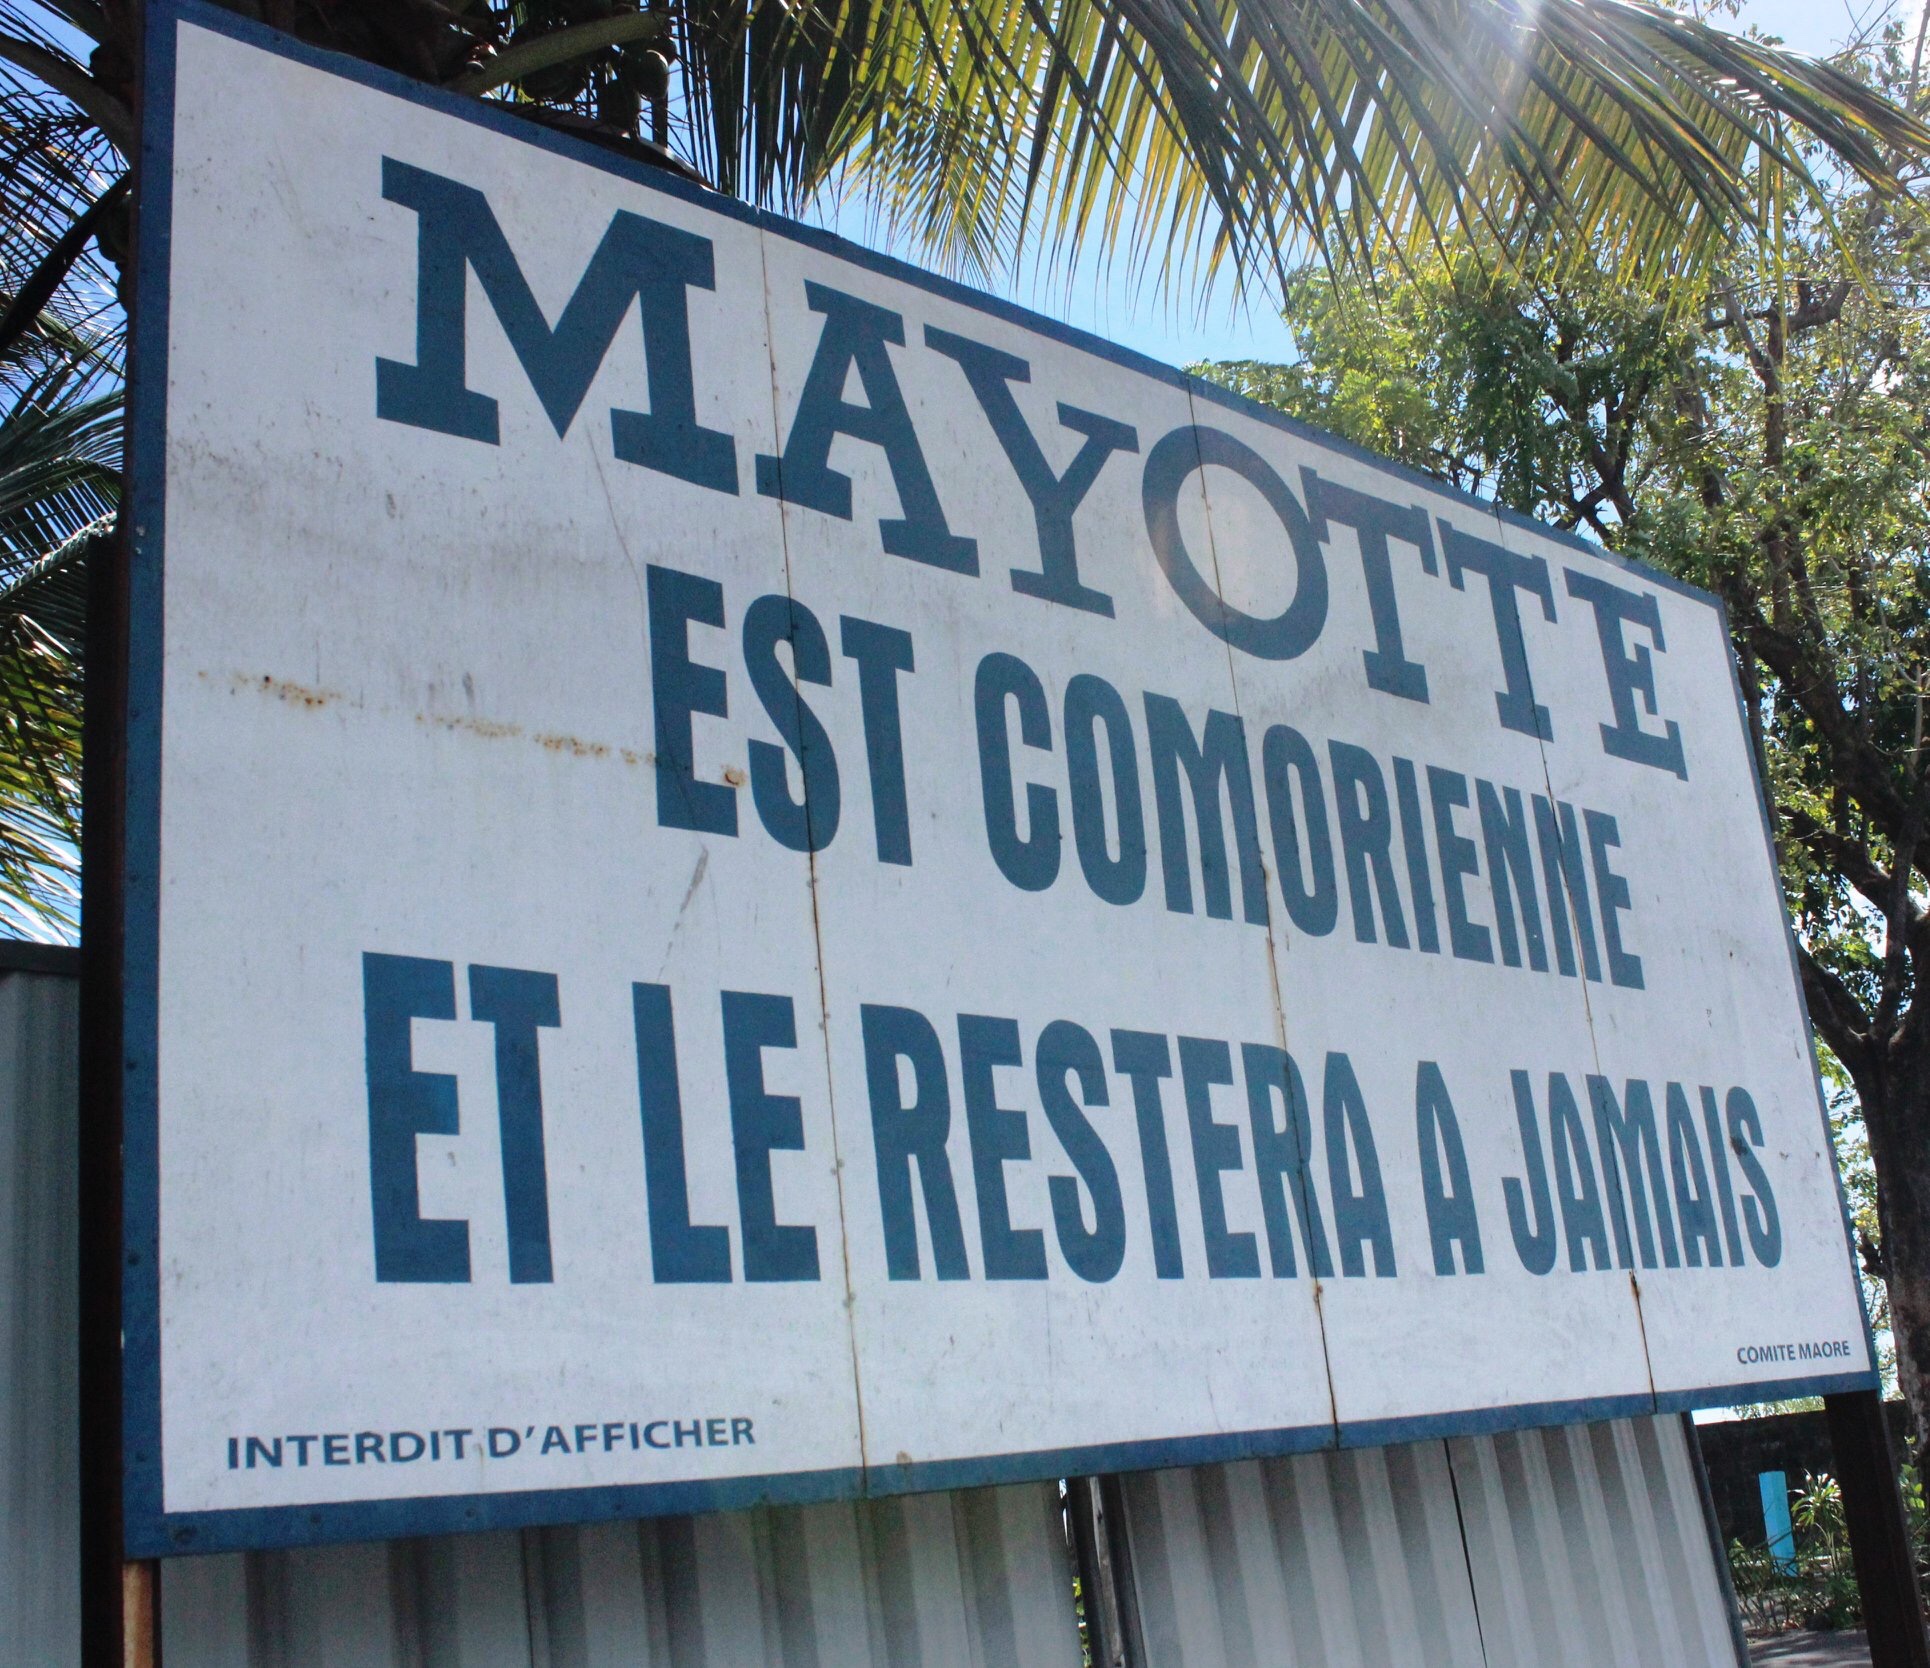 MAYOTTE
EST COMORIENNE
ET LE RESTERA A JAMAIS
COMITE MAORE
INTERDIT D'AFFICHER